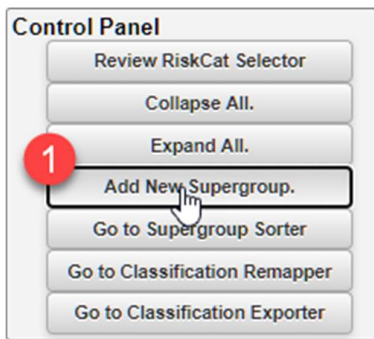 Control Panel
Review RiskCat Selector
Collapse All.
Expand All.
1
Add New Supergroup.
Go to Supergroup Sorter
Go to Classification Remapper
Go to Classification Exporter